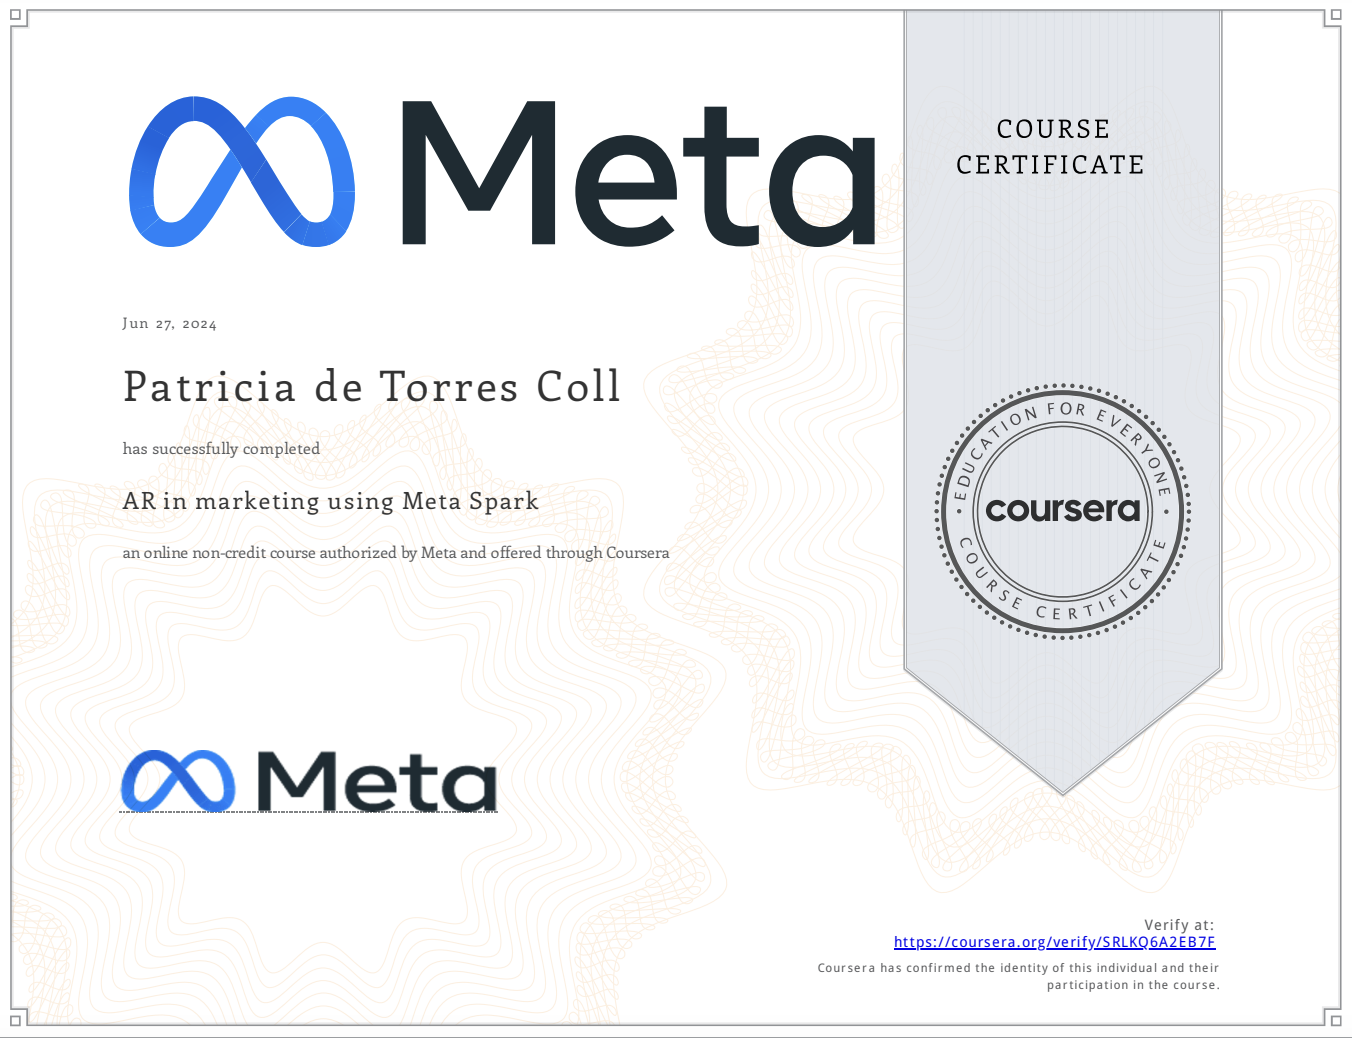 Meta
COURSE
CERTIFICATE
Jun 27, 2024
Patricia de Torres Coll
has successfully completed
AR in marketing using Meta Spark
an online non-credit course authorized by Meta and offered through Coursera
EDUCATION FOR EVERYONE
coursera
COURSE CERTIFICATE
Meta
Verify at:
https://coursera.org/verify/SRLKQ6A2EB7F
Coursera has confirmed the identity of this individual and their
participation in the course.